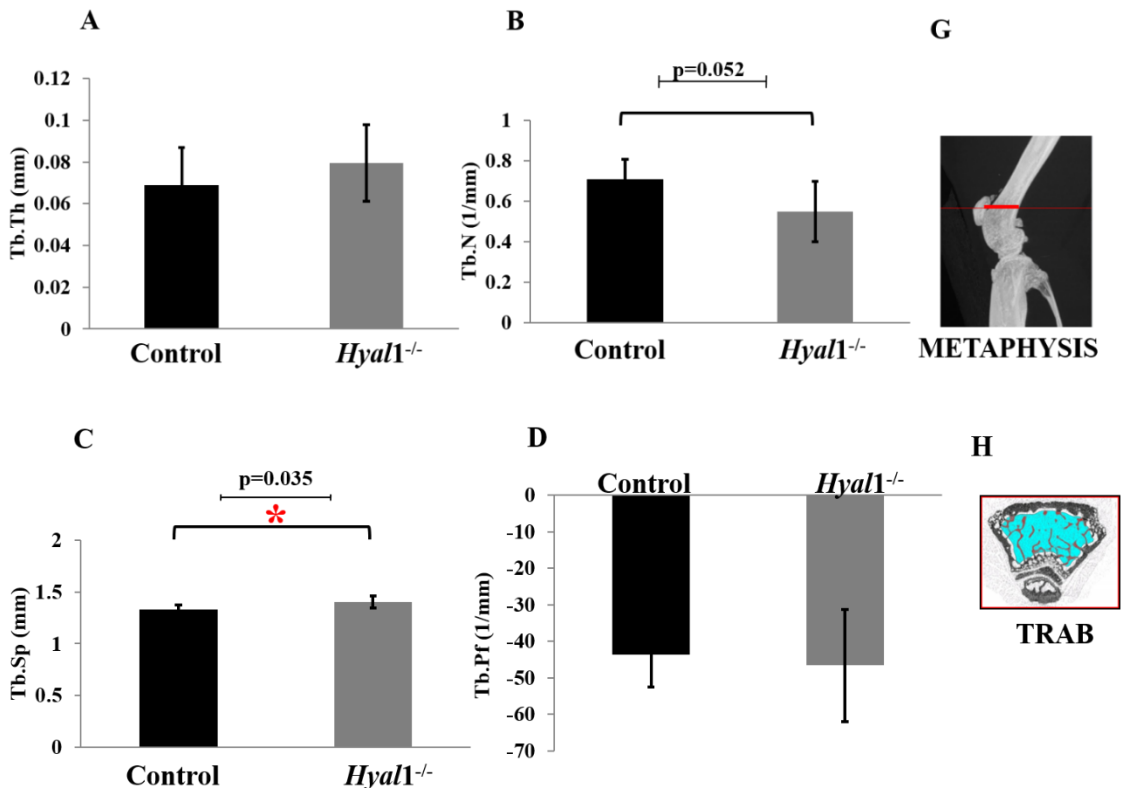 A
Tb.Th (mm)
0.12
0.1
0.08
0.06
0.04
0.02
0
Control
Hyal1-/-
B
p=0.052
Tb.N (1/mm)
1
0.8
0.6
0.4
0.2
0
Control
Hyal1-/-
G
METAPHYSIS
C
p=0.035
*
Tb.Sp (mm)
2
1.5
1
0.5
0
Control
Hyal1-/-
D
Control
Hyal1-/-
Tb.Pf (1/mm)
0
-10
-20
-30
-40
-50
-60
-70
H
TRAB